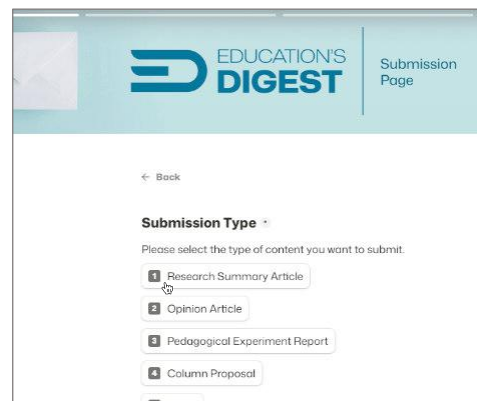 EDUCATION'S
DIGEST
Submission
Page
← Back
Submission Type *
Please select the type of content you want to submit.
1 Research Summary Article
2 Opinion Article
3 Pedagogical Experiment Report
4 Column Proposal